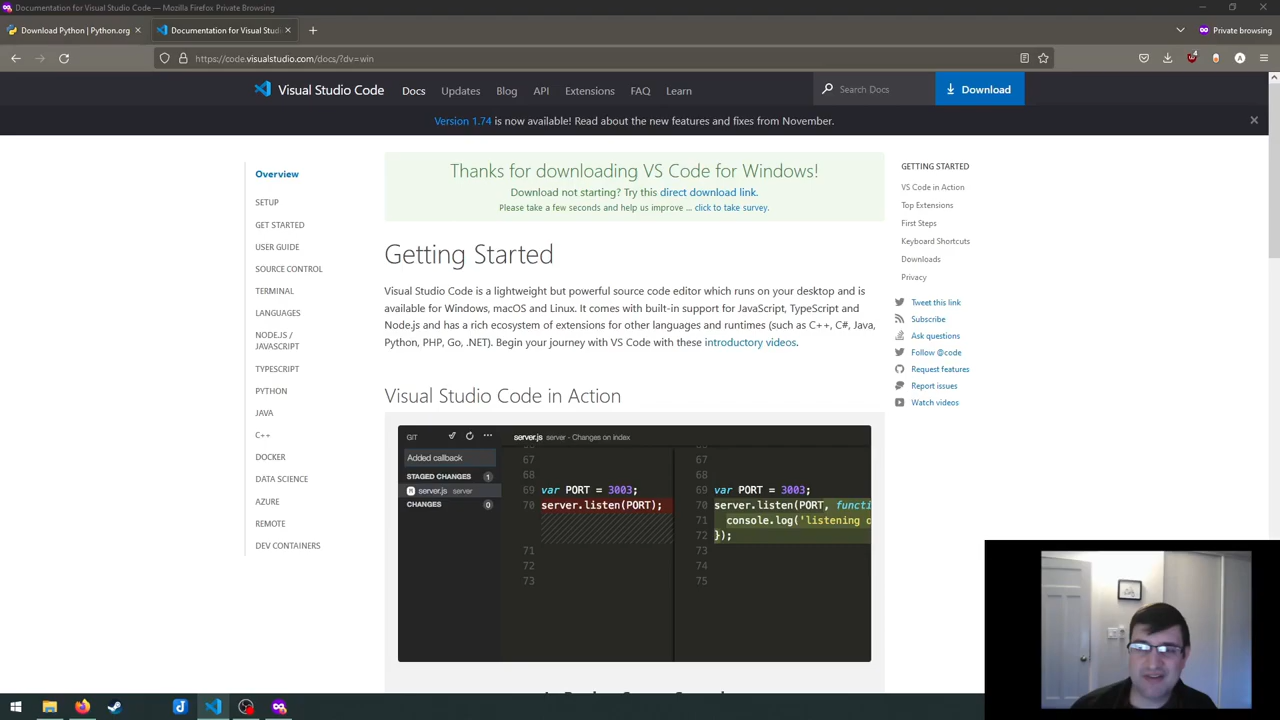 Documentation for Visual Studio Code — Mozilla Firefox Private Browsing
Download Python | Python.org
Documentation for Visual Studi
Private browsing
https://code.visualstudio.com/docs/?dv=win
4
Visual Studio Code
Docs
Updates
Blog
API
Extensions
FAQ
Learn
Search Docs
Download
Version 1.74 is now available! Read about the new features and fixes from November.
Overview
SETUP
GET STARTED
USER GUIDE
SOURCE CONTROL
TERMINAL
LANGUAGES
NODE.JS /
JAVASCRIPT
TYPESCRIPT
PYTHON
JAVA
C++
DOCKER
DATA SCIENCE
AZURE
REMOTE
DEV CONTAINERS
Thanks for downloading VS Code for Windows!
Download not starting? Try this direct download link.
Please take a few seconds and help us improve ... click to take survey.
Getting Started
Visual Studio Code is a lightweight but powerful source code editor which runs on your desktop and is
available for Windows, macOS and Linux. It comes with built-in support for JavaScript, TypeScript and
Node.js and has a rich ecosystem of extensions for other languages and runtimes (such as C++, C#, Java,
Python, PHP, Go, .NET). Begin your journey with VS Code with these introductory videos.
Visual Studio Code in Action
GIT
Added callback
STAGED CHANGES 1
server.js server
CHANGES 0
server.js server - Changes on index
67
68
69 var PORT = 3003;
70 server.listen(PORT);
71
72
73
67
68
69 var PORT = 3003;
70 server.listen(PORT, functi
71 console.log('listening o
72 });
73
74
75
GETTING STARTED
VS Code in Action
Top Extensions
First Steps
Keyboard Shortcuts
Downloads
Privacy
Tweet this link
Subscribe
Ask questions
Follow @code
Request features
Report issues
Watch videos